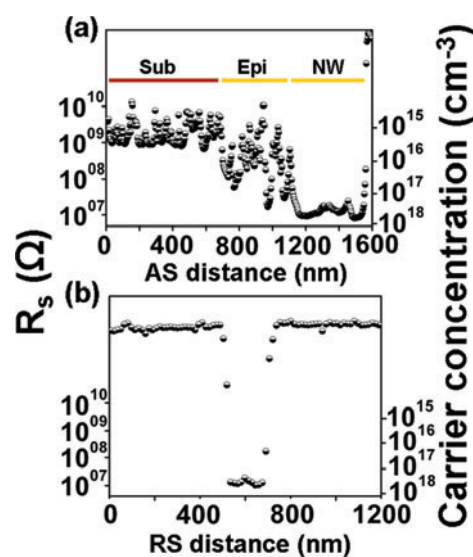 (a)
Sub Epi NW
10^10
10^9
10^8
10^7
10^15
10^16
10^17
10^18
0 400 800 1200 1600
AS distance (nm)
R_s (Ω)
Carrier concentration (cm^-3)
(b)
10^10
10^9
10^8
10^7
10^15
10^16
10^17
10^18
0 400 800 1200
RS distance (nm)